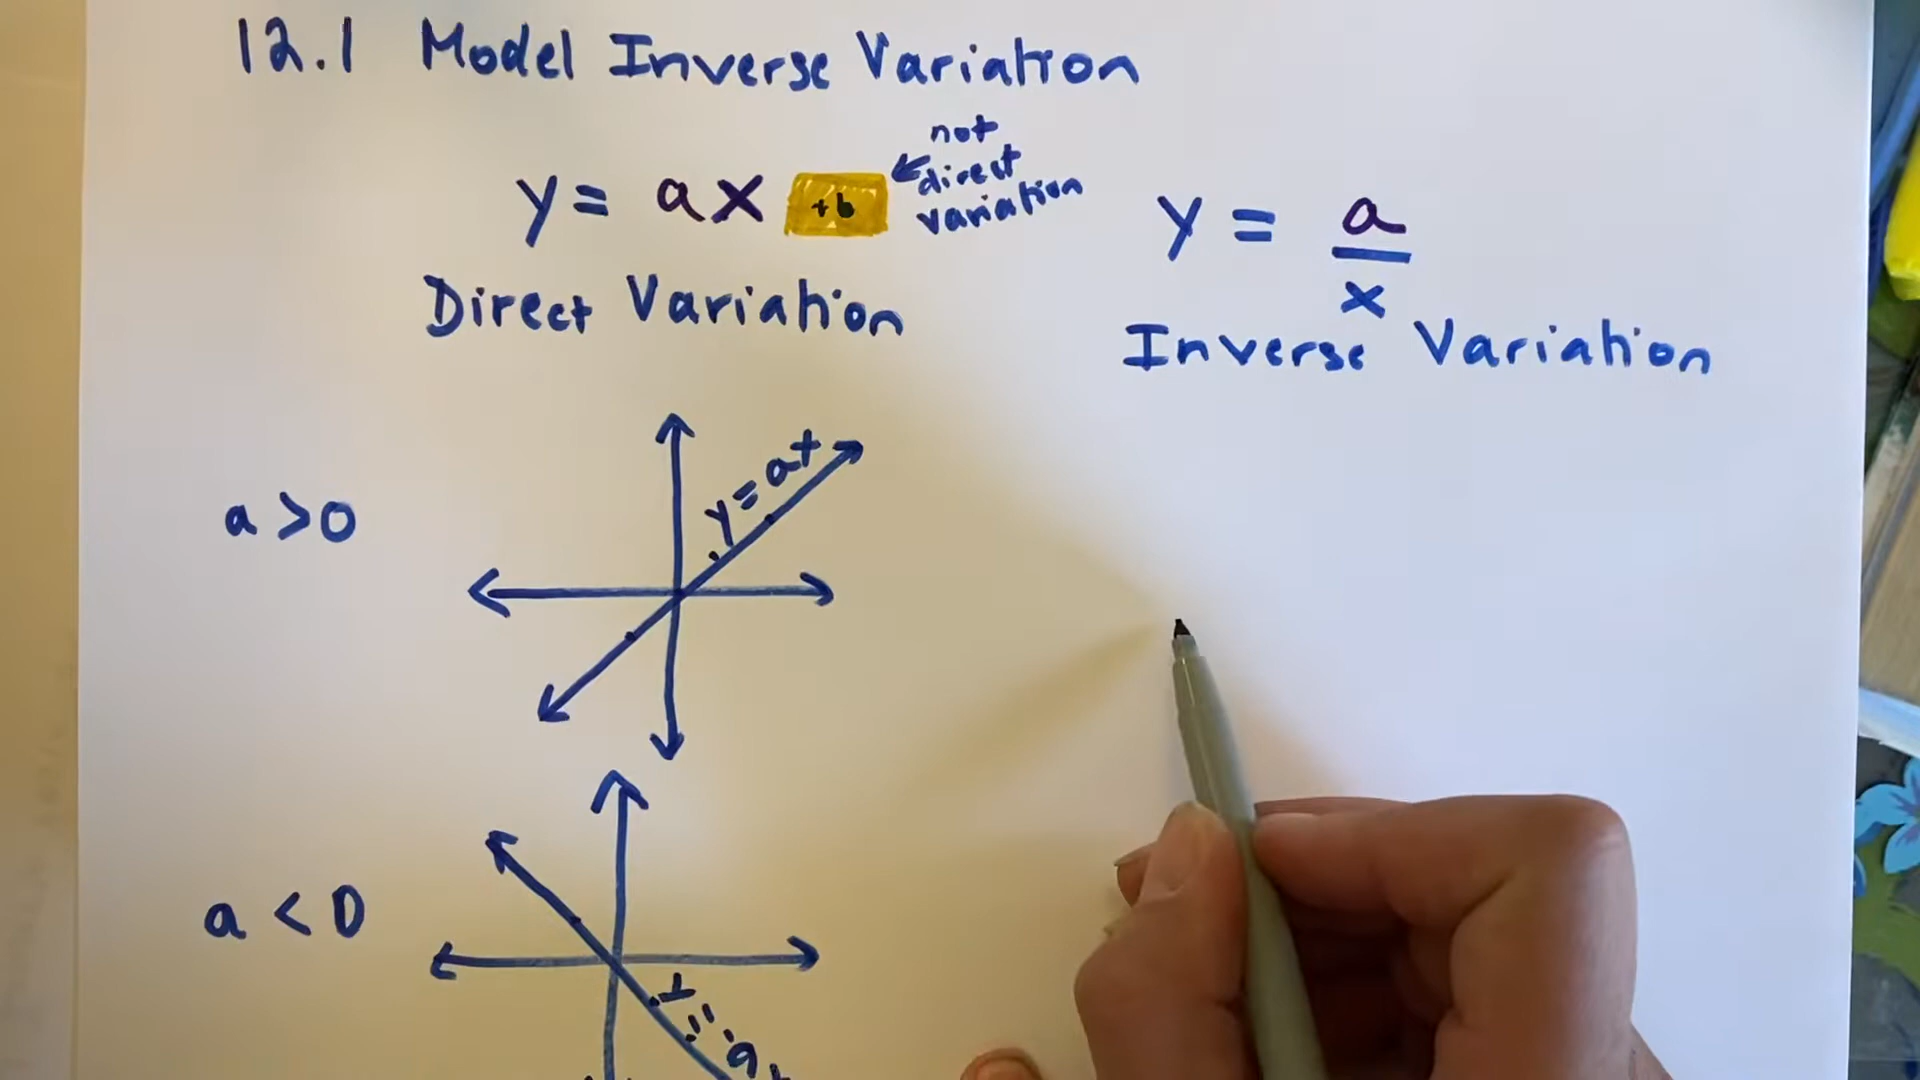 12.1 Model Inverse Variation
y = ax +b
not
direct
variation
Direct Variation
y = a
x
Inverse Variation
a > 0
y = ax
a < 0